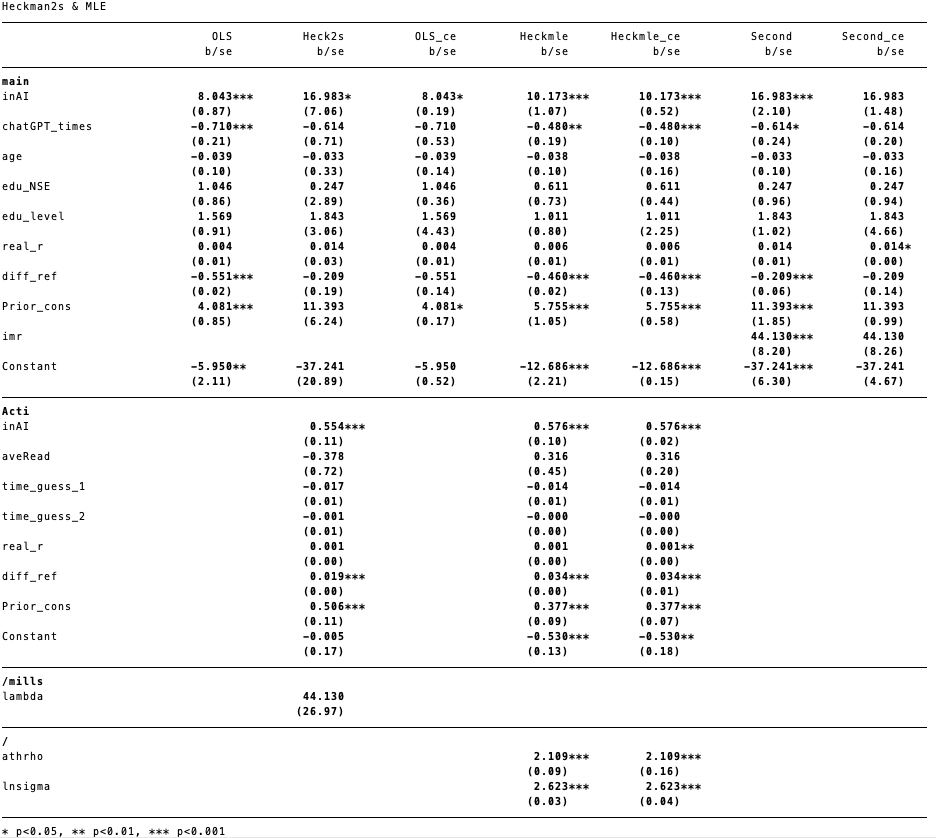 Heckman2s & MLE
OLS Heck2s OLS_ce Heckmle Heckmle_ce Second Second_ce
b/se b/se b/se b/se b/se b/se b/se
main
inAI 8.043*** 16.983* 8.043* 10.173*** 10.173*** 16.983*** 16.983
(0.87) (7.06) (0.19) (1.07) (0.52) (2.10) (1.48)
chatGPT_times -0.710*** -0.614 -0.710 -0.480** -0.480*** -0.614* -0.614
(0.21) (0.71) (0.53) (0.19) (0.10) (0.24) (0.20)
age -0.039 -0.033 -0.039 -0.038 -0.038 -0.033 -0.033
(0.10) (0.33) (0.14) (0.10) (0.16) (0.10) (0.16)
edu_NSE 1.046 0.247 1.046 0.611 0.611 0.247 0.247
(0.86) (2.89) (0.36) (0.73) (0.44) (0.96) (0.94)
edu_level 1.569 1.843 1.569 1.011 1.011 1.843 1.843
(0.91) (3.06) (4.43) (0.80) (2.25) (1.02) (4.66)
real_r 0.004 0.014 0.004 0.006 0.006 0.014 0.014*
(0.01) (0.03) (0.01) (0.01) (0.01) (0.01) (0.00)
diff_ref -0.551*** -0.209 -0.551 -0.460*** -0.460*** -0.209*** -0.209
(0.02) (0.19) (0.14) (0.02) (0.13) (0.06) (0.14)
Prior_cons 4.081*** 11.393 4.081* 5.755*** 5.755*** 11.393*** 11.393
(0.85) (6.24) (0.17) (1.05) (0.58) (1.85) (0.99)
imr 44.130*** 44.130
(8.20) (8.26)
Constant -5.950** -37.241 -5.950 -12.686*** -12.686*** -37.241*** -37.241
(2.11) (20.89) (0.52) (2.21) (0.15) (6.30) (4.67)
Acti
inAI 0.554*** 0.576*** 0.576***
(0.11) (0.10) (0.02)
aveRead -0.378 0.316 0.316
(0.72) (0.45) (0.20)
time_guess_1 -0.017 -0.014 -0.014
(0.01) (0.01) (0.01)
time_guess_2 -0.001 -0.000 -0.000
(0.01) (0.00) (0.00)
real_r 0.001 0.001 0.001**
(0.00) (0.00) (0.00)
diff_ref 0.019*** 0.034*** 0.034***
(0.00) (0.00) (0.01)
Prior_cons 0.506*** 0.377*** 0.377***
(0.11) (0.09) (0.07)
Constant -0.005 -0.530*** -0.530**
(0.17) (0.13) (0.18)
/mills
lambda 44.130
(26.97)
/
athrho 2.109*** 2.109***
(0.09) (0.16)
lnsigma 2.623*** 2.623***
(0.03) (0.04)
* p<0.05, ** p<0.01, *** p<0.001